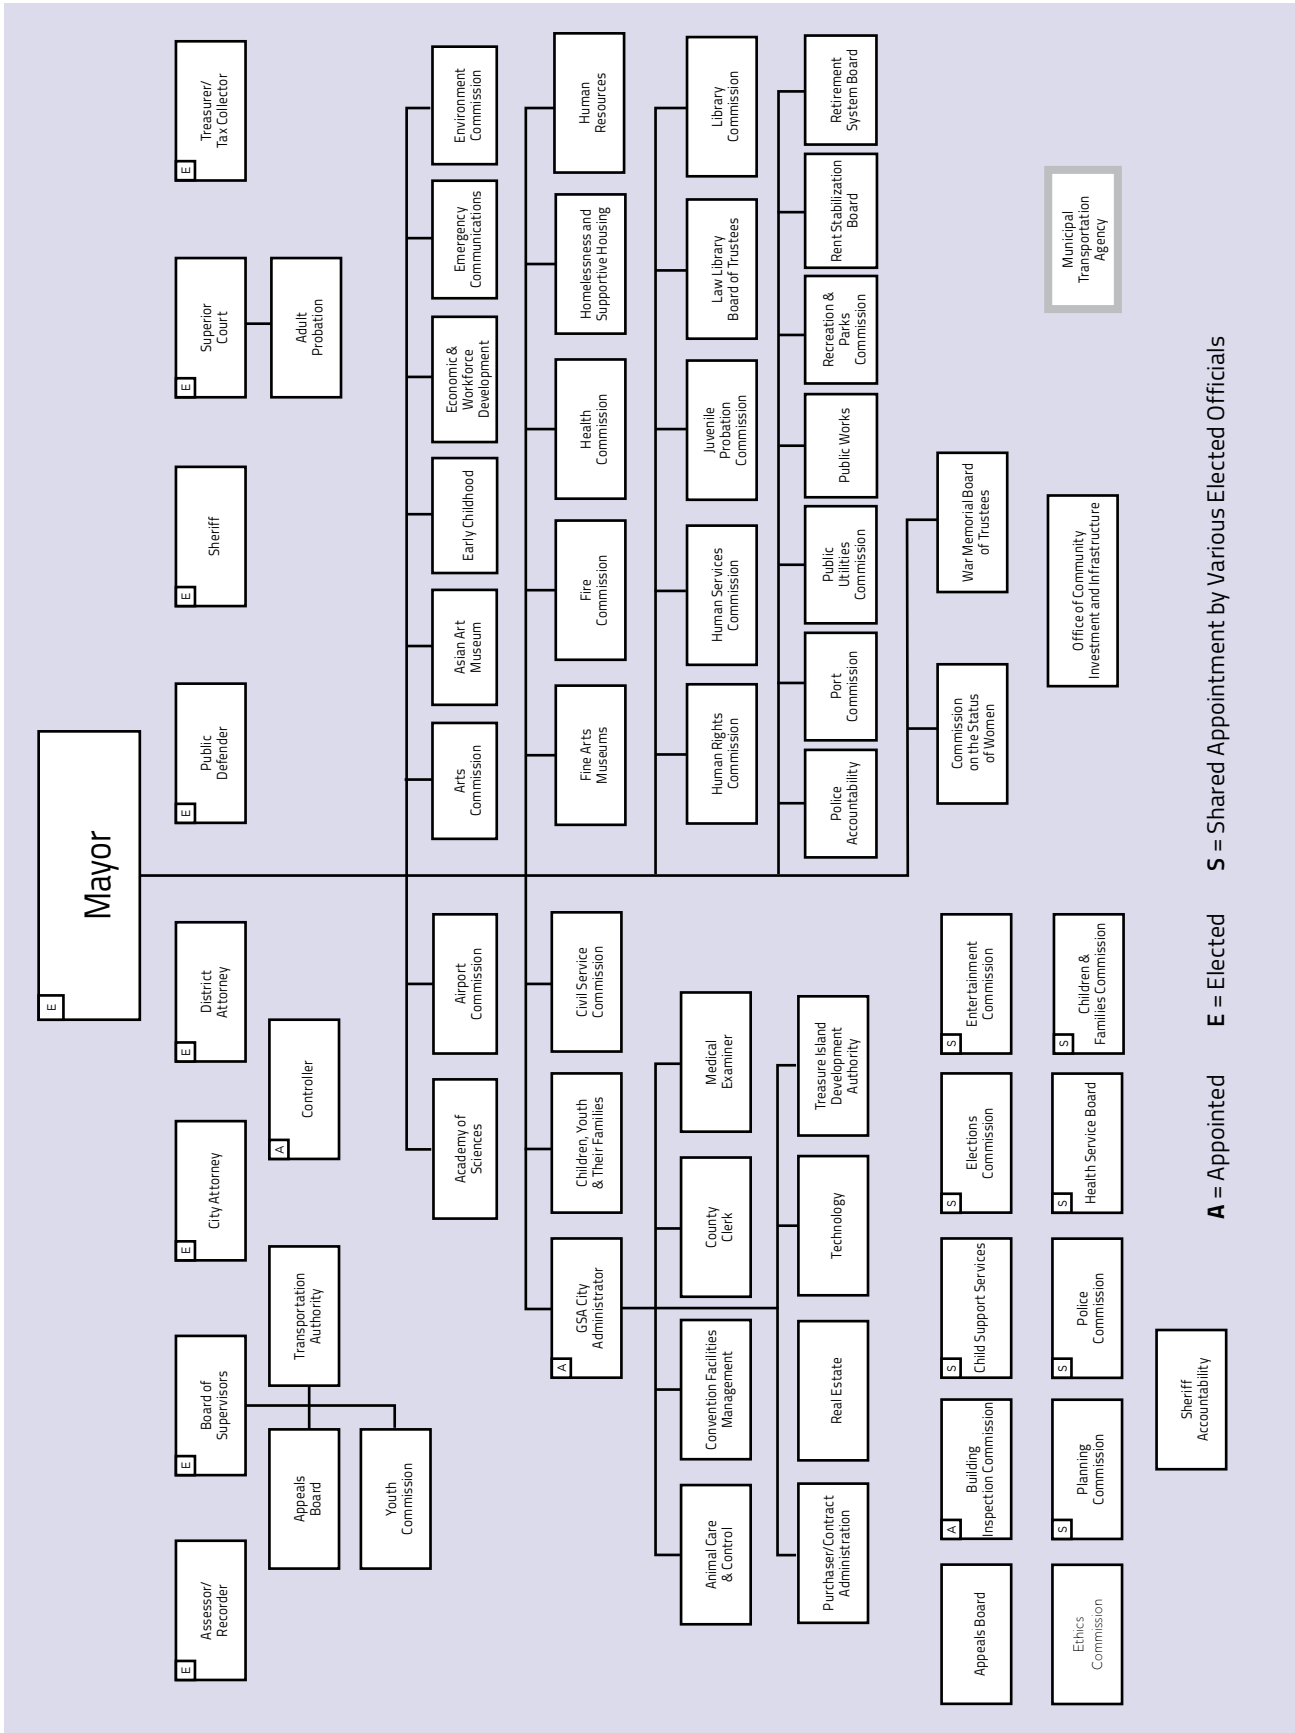 E
Mayor
E
Assessor/
Recorder
E
Board of
Supervisors
E
City Attorney
E
District
Attorney
E
Public
Defender
E
Sheriff
E
Superior
Court
E
Treasurer/
Tax Collector
Appeals
Board
Transportation
Authority
A
Controller
Adult
Probation
Youth
Commission
Academy of
Sciences
Airport
Commission
Arts
Commission
Asian Art
Museum
Early Childhood
Economic &
Workforce
Development
Emergency
Communications
Environment
Commission
A
GSA City
Administrator
Children, Youth
& Their Families
Civil Service
Commission
Fine Arts
Museums
Fire
Commission
Health
Commission
Homelessness and
Supportive Housing
Human
Resources
Animal Care
& Control
Convention Facilities
Management
County
Clerk
Medical
Examiner
Human Rights
Commission
Human Services
Commission
Juvenile
Probation
Commission
Law Library
Board of Trustees
Library
Commission
Purchaser/Contract
Administration
Real Estate
Technology
Treasure Island
Development
Authority
Police
Accountability
Port
Commission
Public
Utilities
Commission
Public Works
Recreation &
Parks
Commission
Rent Stabilization
Board
Retirement
System Board
Appeals Board
A
Building
Inspection Commission
S
Child Support Services
S
Elections
Commission
S
Entertainment
Commission
Commission
on the Status
of Women
War Memorial Board
of Trustees
Ethics
Commission
S
Planning
Commission
S
Police
Commission
S
Health Service Board
S
Children &
Families Commission
Office of Community
Investment and Infrastructure
Municipal
Transportation
Agency
Sheriff
Accountability
A = Appointed E = Elected S = Shared Appointment by Various Elected Officials